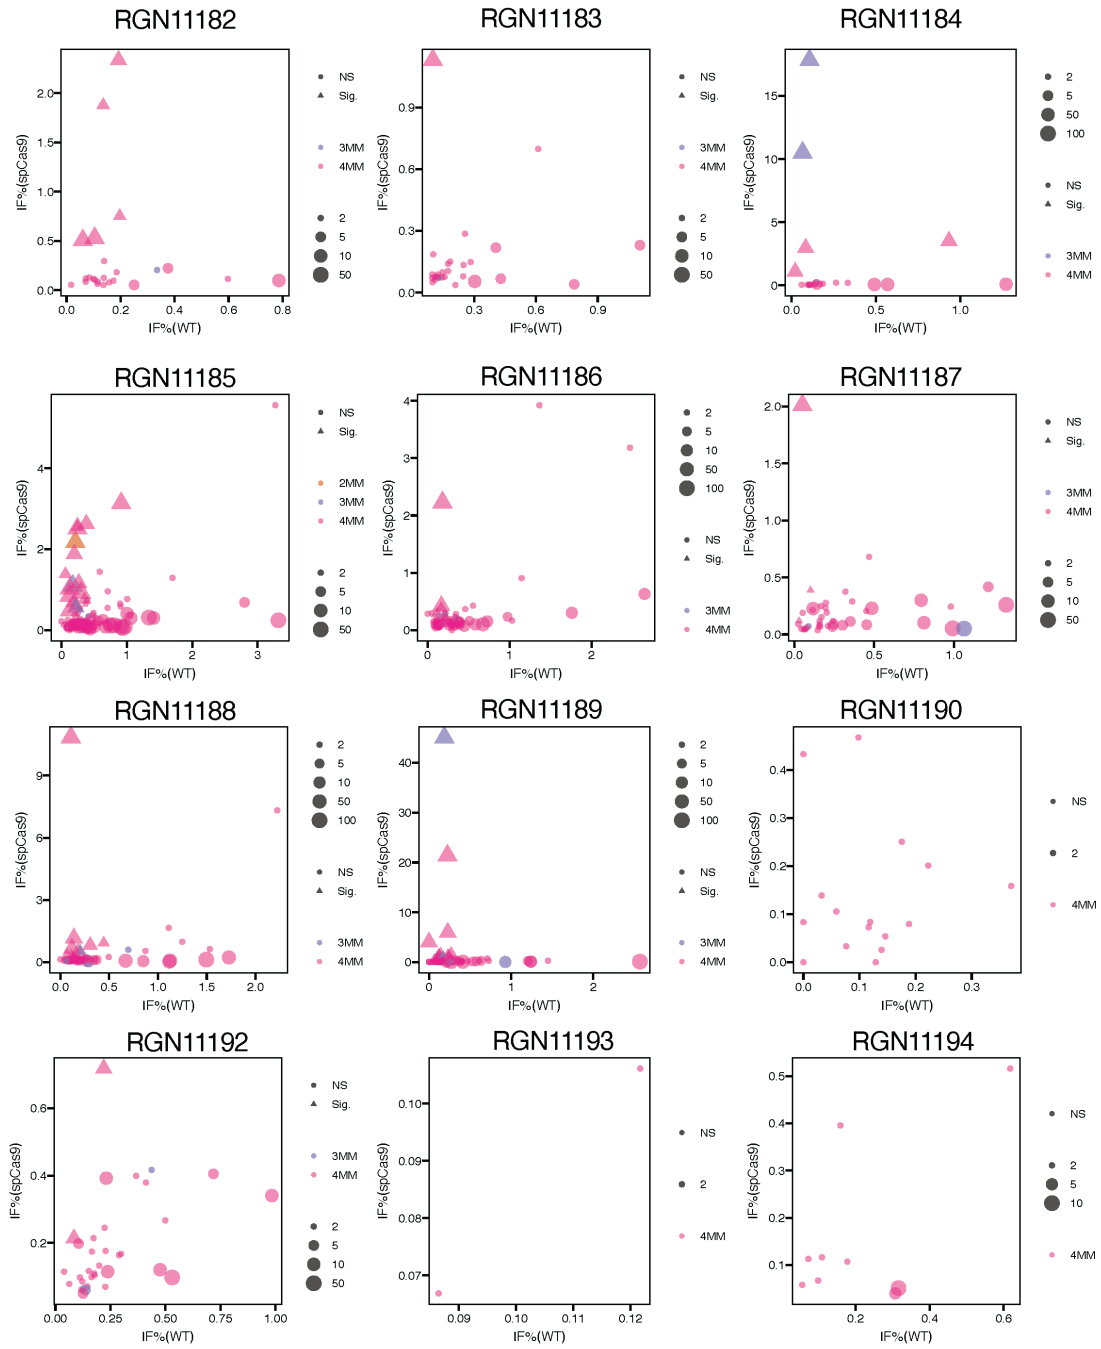 RGN11182
IF%(spCas9)
2.0
1.5
1.0
0.5
0.0
0.0 0.2 0.4 0.6 0.8
IF%(WT)
NS
Sig.
3MM
4MM
2
5
10
50
RGN11183
IF%(spCas9)
0.9
0.6
0.3
0.0
0.3 0.6 0.9
IF%(WT)
NS
Sig.
3MM
4MM
2
5
10
50
RGN11184
IF%(spCas9)
15
10
5
0
0.0 0.5 1.0
IF%(WT)
2
5
50
100
NS
Sig.
3MM
4MM
RGN11185
IF%(spCas9)
4
2
0
0 1 2 3
IF%(WT)
NS
Sig.
2MM
3MM
4MM
2
5
10
50
RGN11186
IF%(spCas9)
4
3
2
1
0
0 1 2
IF%(WT)
2
5
10
50
100
NS
Sig.
3MM
4MM
RGN11187
IF%(spCas9)
2.0
1.5
1.0
0.5
0.0
0.0 0.5 1.0
IF%(WT)
NS
Sig.
3MM
4MM
2
5
10
50
RGN11188
IF%(spCas9)
9
6
3
0
0.0 0.5 1.0 1.5 2.0
IF%(WT)
2
5
10
50
100
NS
Sig.
3MM
4MM
RGN11189
IF%(spCas9)
40
30
20
10
0
0 1 2
IF%(WT)
2
5
10
50
100
NS
Sig.
3MM
4MM
RGN11190
IF%(spCas9)
0.4
0.3
0.2
0.1
0.0
0.0 0.1 0.2 0.3
IF%(WT)
NS
2
4MM
RGN11192
IF%(spCas9)
0.6
0.4
0.2
0.00 0.25 0.50 0.75 1.00
IF%(WT)
NS
Sig.
3MM
4MM
2
5
10
50
RGN11193
IF%(spCas9)
0.10
0.09
0.08
0.07
0.09 0.10 0.11 0.12
IF%(WT)
NS
2
4MM
RGN11194
IF%(spCas9)
0.5
0.4
0.3
0.2
0.1
0.2 0.4 0.6
IF%(WT)
NS
2
5
10
4MM